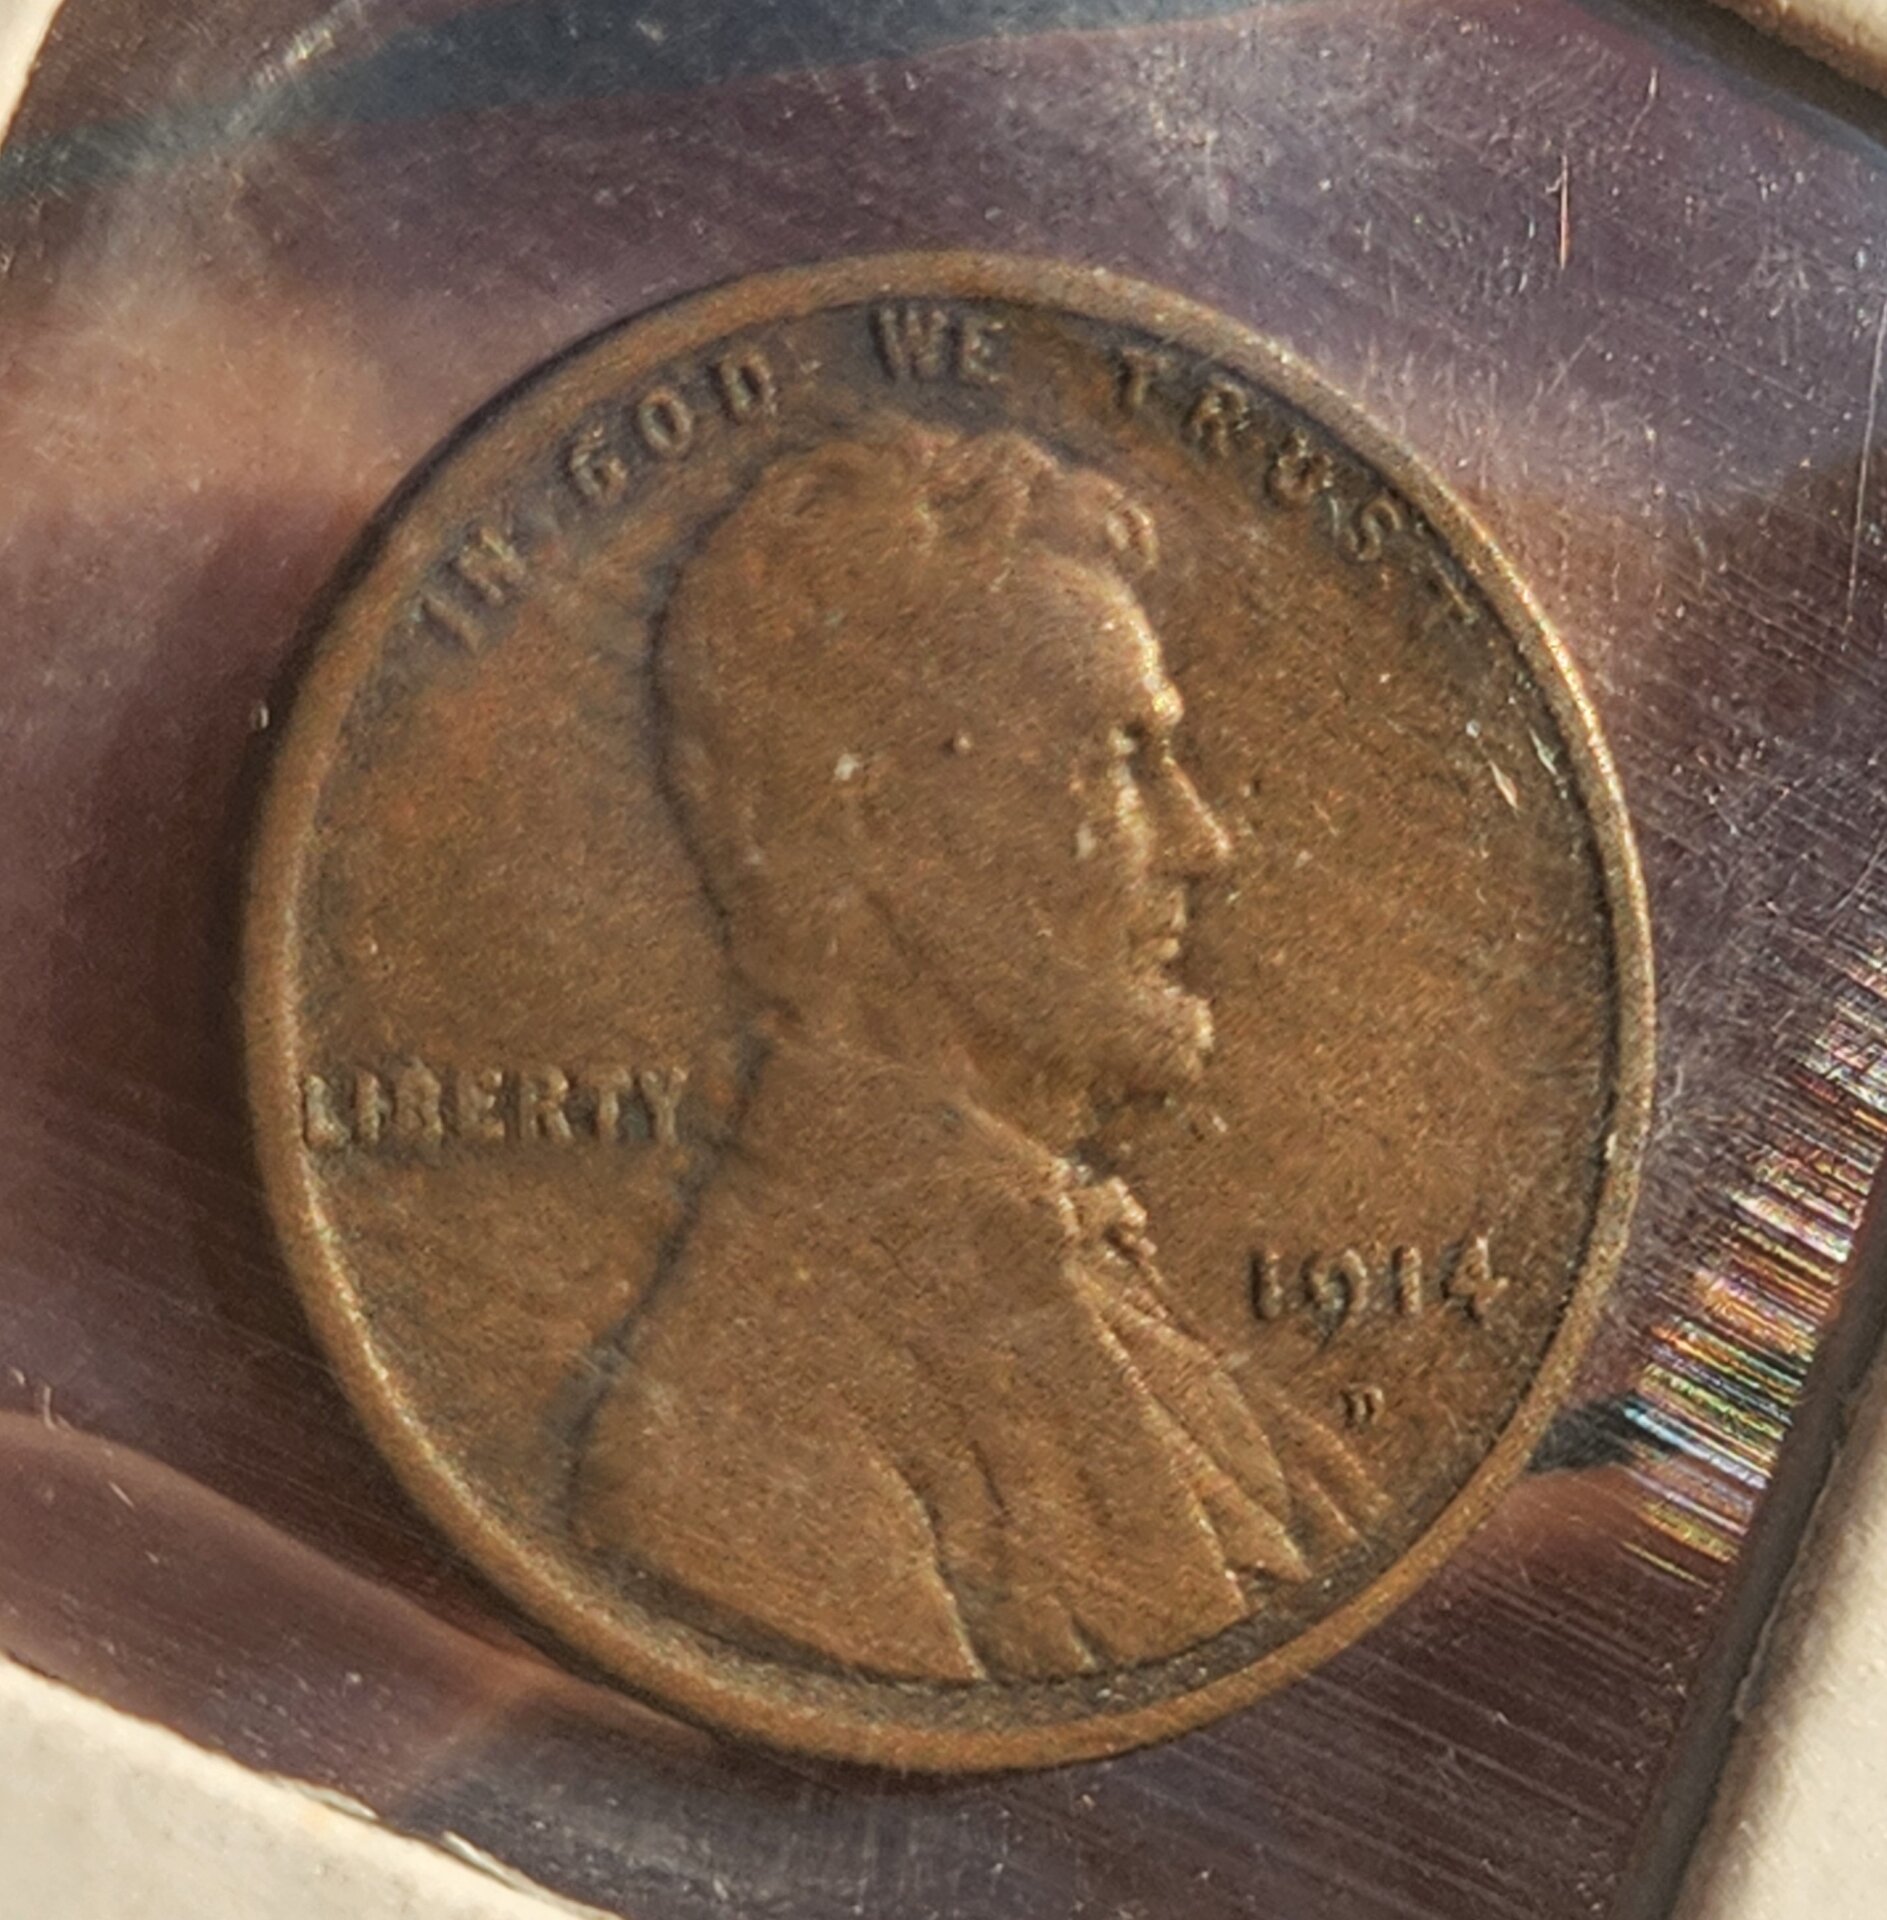 IN GOD WE TRUST
LIBERTY
1914
D